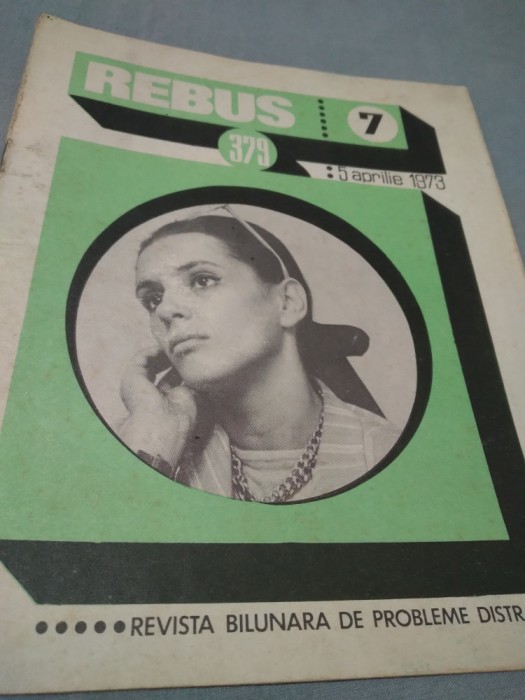 REBUS 7
379
5 aprilie 1973
REVISTA BILUNARA DE PROBLEME DISTR